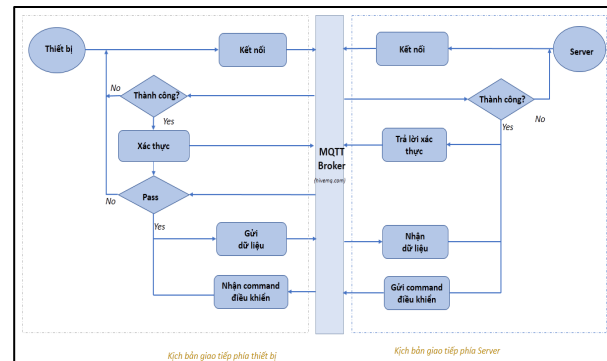 Thiết bị
Kết nối
Kết nối
Server
No
Thành công?
Yes
Thành công?
Yes
No
Xác thực
MQTT
Broker
(hivemq.com)
Trả lời xác
thực
Pass
No
Yes
Gửi
dữ liệu
Nhận
dữ liệu
Nhận command
điều khiển
Gửi command
điều khiển
Kịch bản giao tiếp phía thiết bị
Kịch bản giao tiếp phía Server